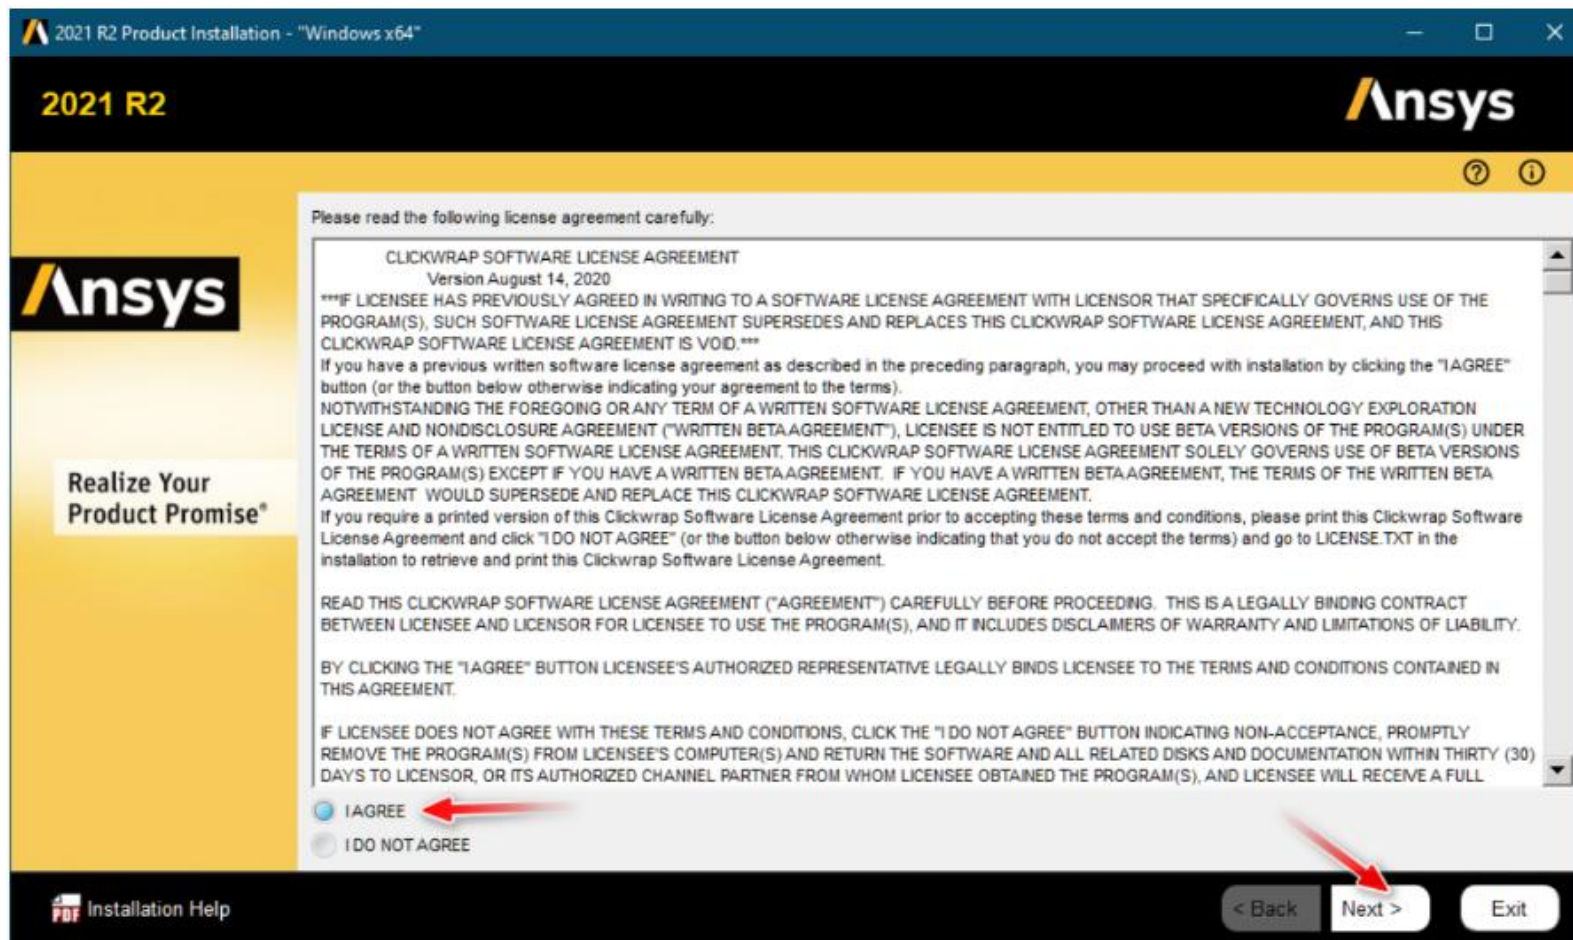 2021 R2 Product Installation - "Windows x64"
2021 R2
Ansys
Please read the following license agreement carefully:
CLICKWRAP SOFTWARE LICENSE AGREEMENT
Version August 14, 2020
***IF LICENSEE HAS PREVIOUSLY AGREED IN WRITING TO A SOFTWARE LICENSE AGREEMENT WITH LICENSOR THAT SPECIFICALLY GOVERNS USE OF THE
PROGRAM(S), SUCH SOFTWARE LICENSE AGREEMENT SUPERSEDES AND REPLACES THIS CLICKWRAP SOFTWARE LICENSE AGREEMENT, AND THIS
CLICKWRAP SOFTWARE LICENSE AGREEMENT IS VOID.***
If you have a previous written software license agreement as described in the preceding paragraph, you may proceed with installation by clicking the "I AGREE"
button (or the button below otherwise indicating your agreement to the terms).
NOTWITHSTANDING THE FOREGOING OR ANY TERM OF A WRITTEN SOFTWARE LICENSE AGREEMENT, OTHER THAN A NEW TECHNOLOGY EXPLORATION
LICENSE AND NONDISCLOSURE AGREEMENT ("WRITTEN BETA AGREEMENT"), LICENSEE IS NOT ENTITLED TO USE BETA VERSIONS OF THE PROGRAM(S) UNDER
THE TERMS OF A WRITTEN SOFTWARE LICENSE AGREEMENT. THIS CLICKWRAP SOFTWARE LICENSE AGREEMENT SOLELY GOVERNS USE OF BETA VERSIONS
OF THE PROGRAM(S) EXCEPT IF YOU HAVE A WRITTEN BETA AGREEMENT. IF YOU HAVE A WRITTEN BETA AGREEMENT, THE TERMS OF THE WRITTEN BETA
AGREEMENT WOULD SUPERSEDE AND REPLACE THIS CLICKWRAP SOFTWARE LICENSE AGREEMENT.
If you require a printed version of this Clickwrap Software License Agreement prior to accepting these terms and conditions, please print this Clickwrap Software
License Agreement and click "I DO NOT AGREE" (or the button below otherwise indicating that you do not accept the terms) and go to LICENSE.TXT in the
installation to retrieve and print this Clickwrap Software License Agreement.
READ THIS CLICKWRAP SOFTWARE LICENSE AGREEMENT ("AGREEMENT") CAREFULLY BEFORE PROCEEDING. THIS IS A LEGALLY BINDING CONTRACT
BETWEEN LICENSEE AND LICENSOR FOR LICENSEE TO USE THE PROGRAM(S), AND IT INCLUDES DISCLAIMERS OF WARRANTY AND LIMITATIONS OF LIABILITY.
BY CLICKING THE "I AGREE" BUTTON LICENSEE'S AUTHORIZED REPRESENTATIVE LEGALLY BINDS LICENSEE TO THE TERMS AND CONDITIONS CONTAINED IN
THIS AGREEMENT.
IF LICENSEE DOES NOT AGREE WITH THESE TERMS AND CONDITIONS, CLICK THE "I DO NOT AGREE" BUTTON INDICATING NON-ACCEPTANCE, PROMPTLY
REMOVE THE PROGRAM(S) FROM LICENSEE'S COMPUTER(S) AND RETURN THE SOFTWARE AND ALL RELATED DISKS AND DOCUMENTATION WITHIN THIRTY (30)
DAYS TO LICENSOR, OR ITS AUTHORIZED CHANNEL PARTNER FROM WHOM LICENSEE OBTAINED THE PROGRAM(S), AND LICENSEE WILL RECEIVE A FULL
Ansys
Realize Your
Product Promise®
I AGREE
I DO NOT AGREE
PDF Installation Help
< Back
Next >
Exit